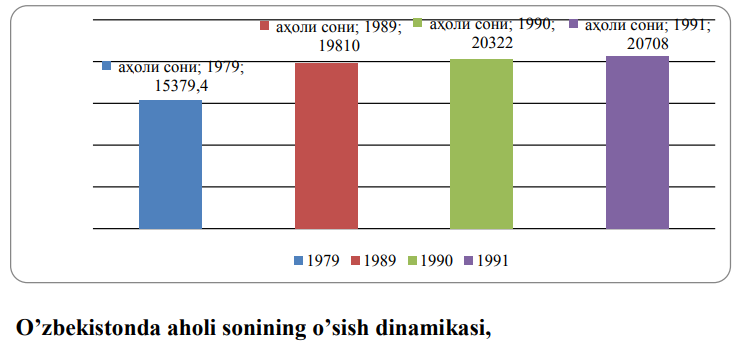 аҳоли сони; 1979;
15379,4
аҳоли сони; 1989;
19810
аҳоли сони; 1990;
20322
аҳоли сони; 1991;
20708
1979 1989 1990 1991
O’zbekistonda aholi sonining o’sish dinamikasi,